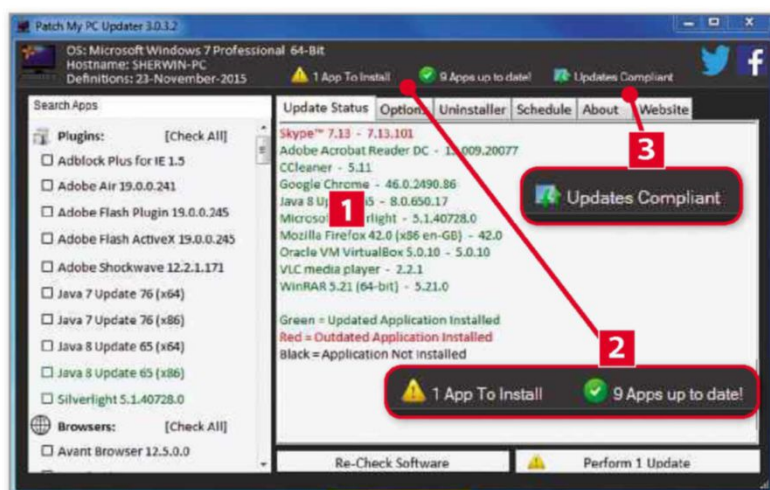 Patch My PC Updater 3.0.3.2
OS: Microsoft Windows 7 Professional 64-Bit
Hostname: SHERWIN-PC
Definitions: 23-November-2015
1 App To Install
9 Apps up to date!
Updates Compliant
Search Apps
Plugins: [Check All]
Adblock Plus for IE 1.5
Adobe Air 19.0.0.241
Adobe Flash Plugin 19.0.0.245
Adobe Flash ActiveX 19.0.0.245
Adobe Shockwave 12.2.1.171
Java 7 Update 76 (x64)
Java 7 Update 76 (x86)
Java 8 Update 65 (x64)
Java 8 Update 65 (x86)
Silverlight 5.1.40728.0
Browsers: [Check All]
Avant Browser 12.5.0.0
Update Status
Options
Uninstaller
Schedule
About
Website
Skype™ 7.13 - 7.13.101
Adobe Acrobat Reader DC -
CCleaner - 5.11
Google Chrome - 46.0.2490.86
Java 8 - 8.0.650.17
- 5.1.40728.0
Mozilla Firefox 42.0 (x86 en-GB) - 42.0
Oracle VM VirtualBox 5.0.10 - 5.0.10
VLC media player - 2.2.1
WinRAR 5.21 (64-bit) - 5.21.0
Green = Updated Application Installed
Red = Outdated Application Installed
Black = Application Not Installed
1
3
Updates Compliant
2
1 App To Install
9 Apps up to date!
Re-Check Software
Perform 1 Update